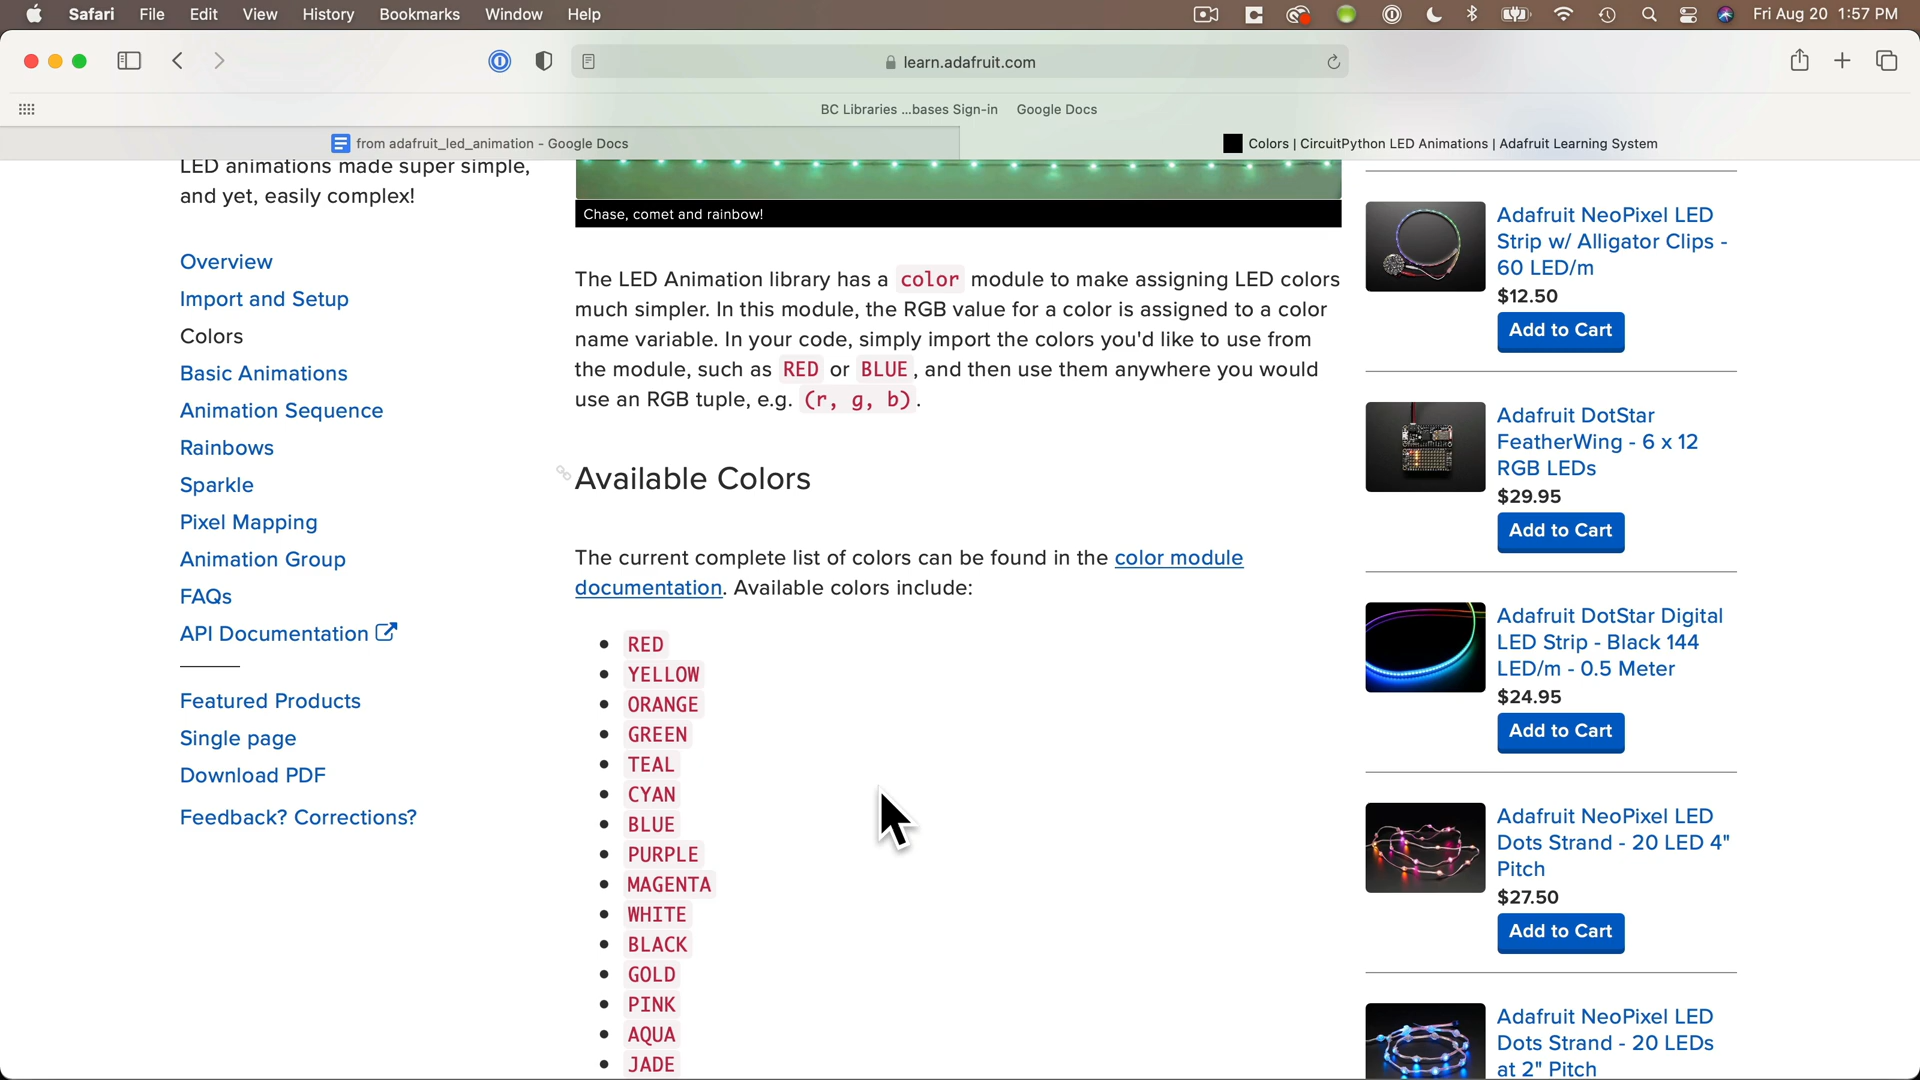 Safari File Edit View History Bookmarks Window Help Fri Aug 20 1:57 PM
learn.adafruit.com
BC Libraries ...bases Sign-in Google Docs
from adafruit_led_animation - Google Docs
Colors | CircuitPython LED Animations | Adafruit Learning System
LED animations made super simple,
and yet, easily complex!
Overview
Import and Setup
Colors
Basic Animations
Animation Sequence
Rainbows
Sparkle
Pixel Mapping
Animation Group
FAQs
API Documentation
Featured Products
Single page
Download PDF
Feedback? Corrections?
Chase, comet and rainbow!
The LED Animation library has a color module to make assigning LED colors
much simpler. In this module, the RGB value for a color is assigned to a color
name variable. In your code, simply import the colors you'd like to use from
the module, such as RED or BLUE, and then use them anywhere you would
use an RGB tuple, e.g. (r, g, b).
Available Colors
The current complete list of colors can be found in the color module
documentation. Available colors include:
RED
YELLOW
ORANGE
GREEN
TEAL
CYAN
BLUE
PURPLE
MAGENTA
WHITE
BLACK
GOLD
PINK
AQUA
JADE
Adafruit NeoPixel LED
Strip w/ Alligator Clips -
60 LED/m
$12.50
Add to Cart
Adafruit DotStar
FeatherWing - 6 x 12
RGB LEDs
$29.95
Add to Cart
Adafruit DotStar Digital
LED Strip - Black 144
LED/m - 0.5 Meter
$24.95
Add to Cart
Adafruit NeoPixel LED
Dots Strand - 20 LED 4"
Pitch
$27.50
Add to Cart
Adafruit NeoPixel LED
Dots Strand - 20 LEDs
at 2" Pitch